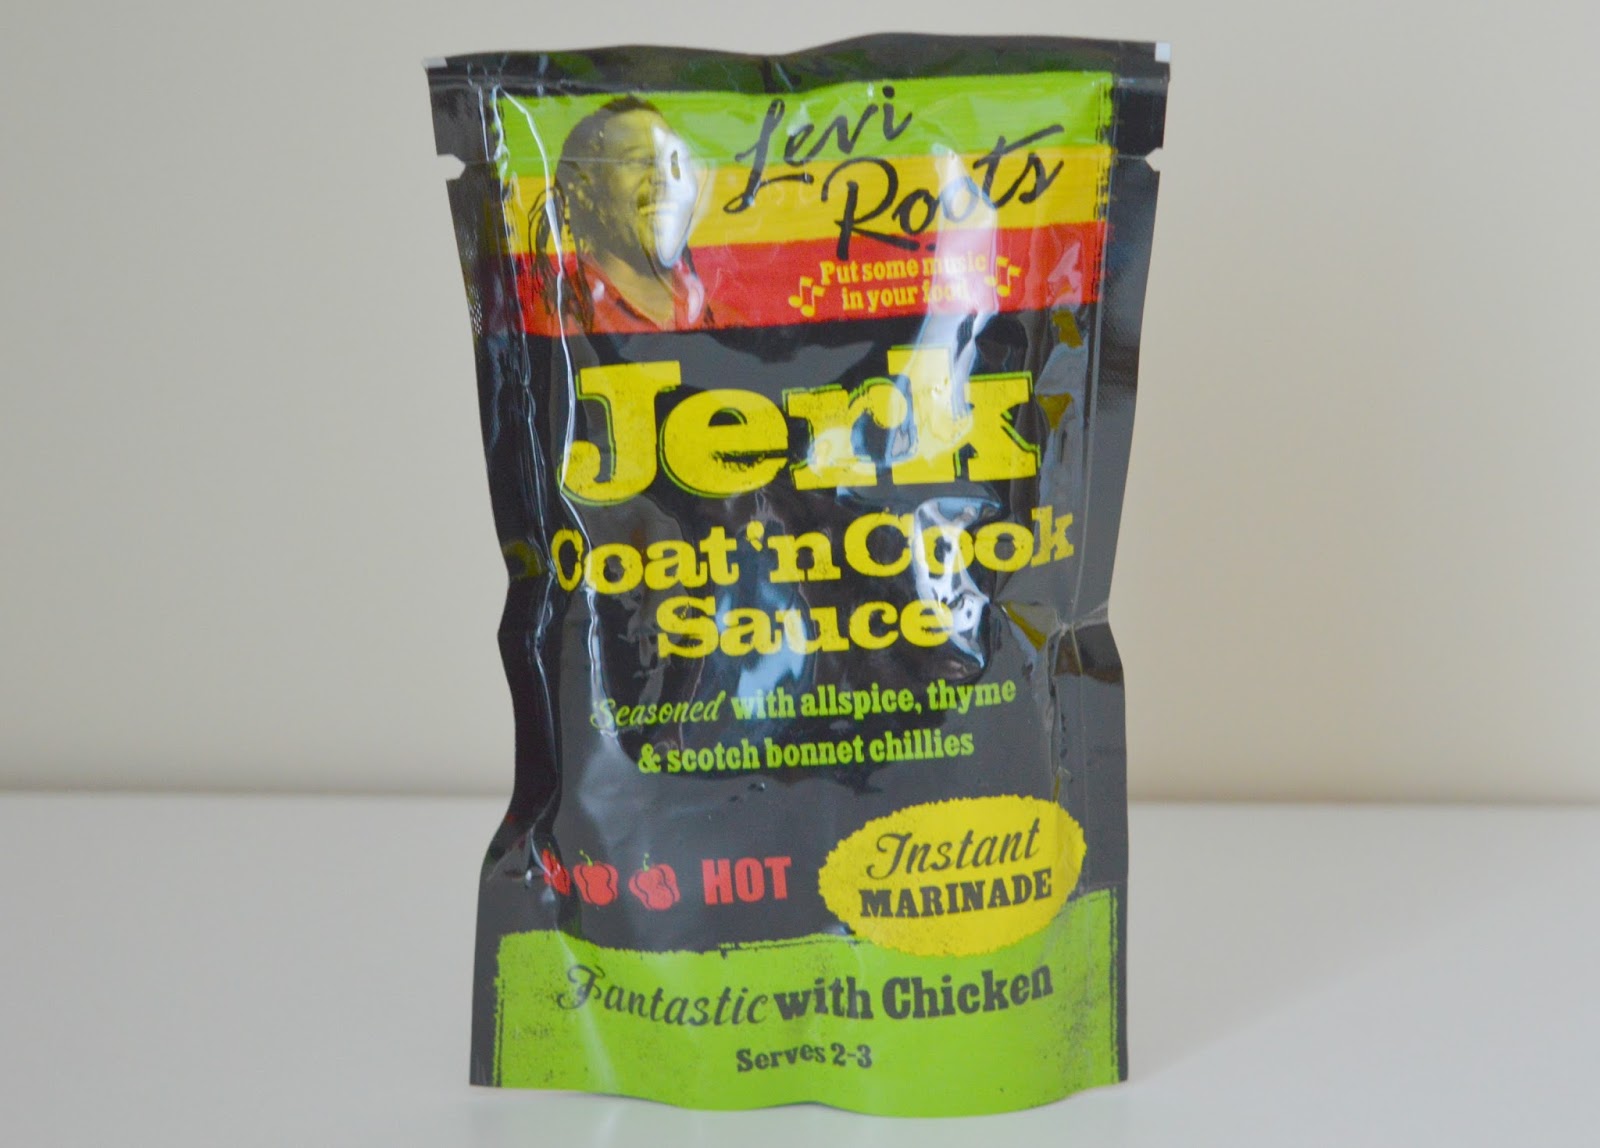 Levi
Roots
Put some music
in your food
Jerk
Coat 'n Cook
Sauce
Seasoned with allspice, thyme
& scotch bonnet chillies
HOT
Instant
MARINADE
Fantastic with Chicken
Serves 2-3